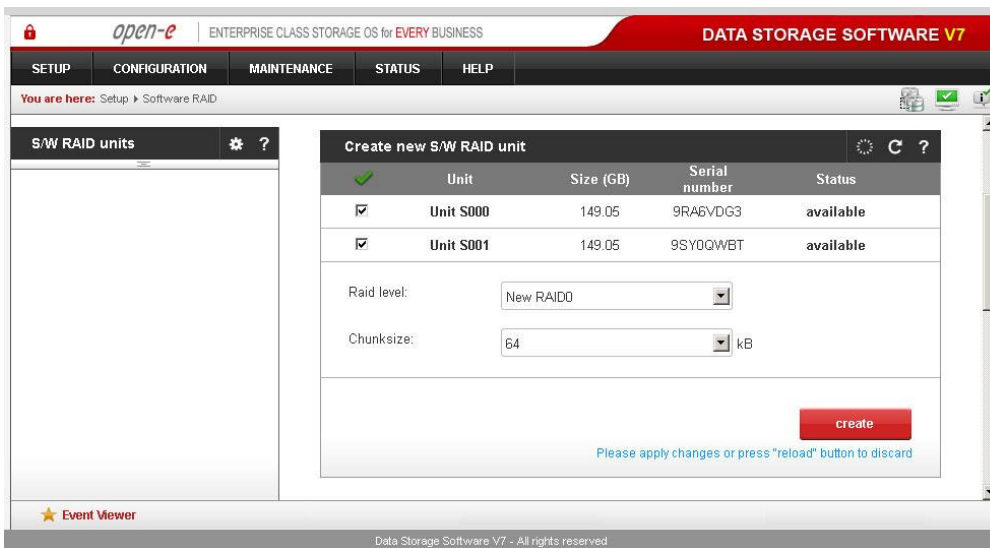 open-e ENTERPRISE CLASS STORAGE OS for EVERY BUSINESS DATA STORAGE SOFTWARE V7
SETUP CONFIGURATION MAINTENANCE STATUS HELP
You are here: Setup Software RAID
S/W RAID units ?
Create new S/W RAID unit ?
Unit Size (GB) Serial number Status
Unit S000 149.05 9RA6VDG3 available
Unit S001 149.05 9SY0QWBT available
Raid level: New RAID0
Chunksize: 64 kB
create
Please apply changes or press "reload" button to discard
Event Viewer
Data Storage Software V7 - All rights reserved